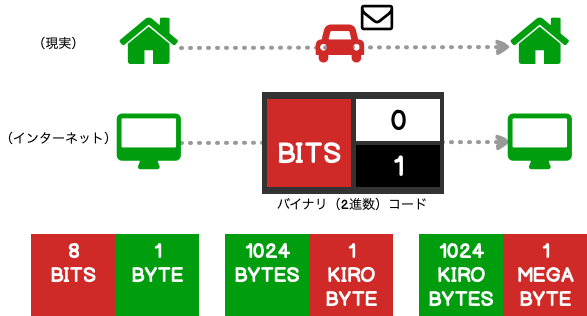 （現実）
（インターネット）
BITS
0
1
バイナリ（2進数）コード
8
BITS
1
BYTE
1024
BYTES
1
KIRO
BYTE
1024
KIRO
BYTES
1
MEGA
BYTE